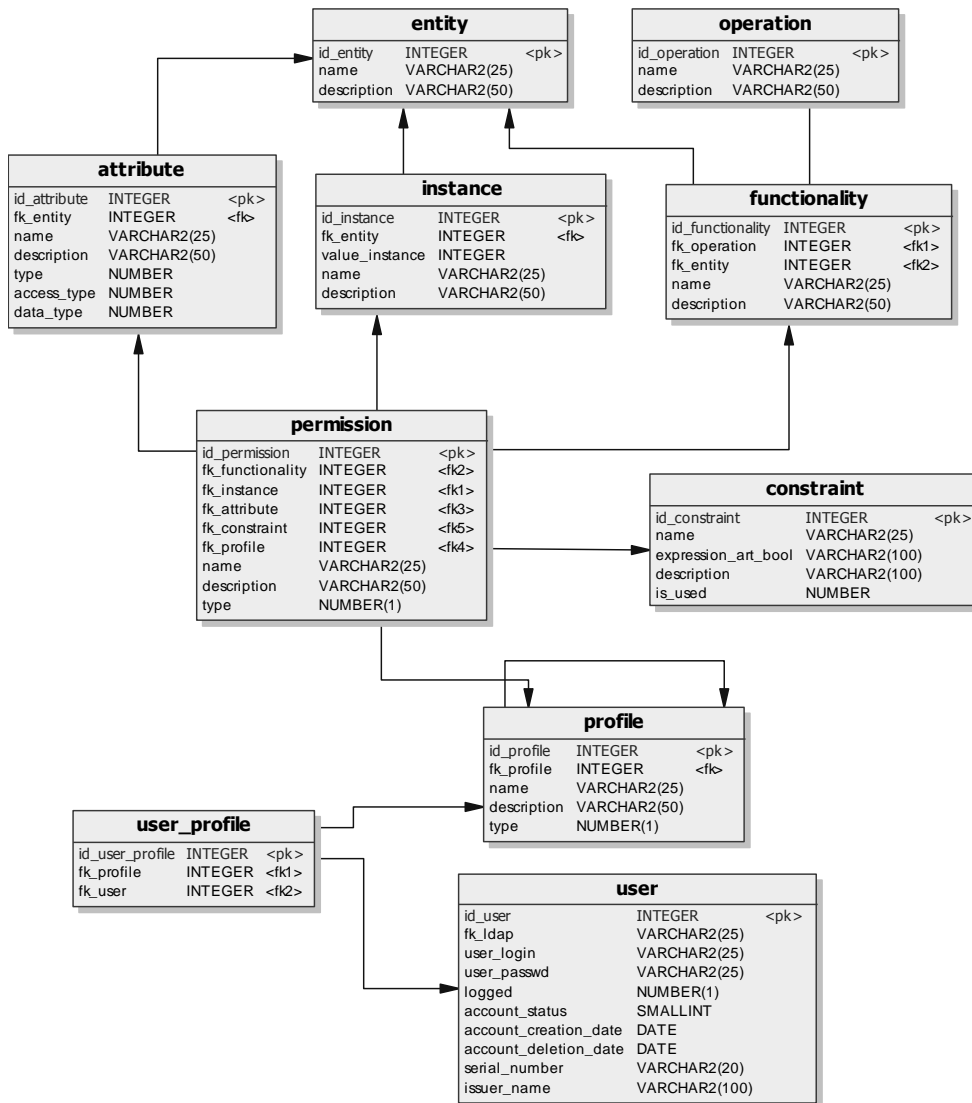 entity
id_entity INTEGER <pk>
name VARCHAR2(25)
description VARCHAR2(50)
operation
id_operation INTEGER <pk>
name VARCHAR2(25)
description VARCHAR2(50)
attribute
id_attribute INTEGER <pk>
fk_entity INTEGER <fk>
name VARCHAR2(25)
description VARCHAR2(50)
type NUMBER
access_type NUMBER
data_type NUMBER
instance
id_instance INTEGER <pk>
fk_entity INTEGER <fk>
value_instance INTEGER
name VARCHAR2(25)
description VARCHAR2(50)
functionality
id_functionality INTEGER <pk>
fk_operation INTEGER <fk1>
fk_entity INTEGER <fk2>
name VARCHAR2(25)
description VARCHAR2(50)
permission
id_permission INTEGER <pk>
fk_functionality INTEGER <fk2>
fk_instance INTEGER <fk1>
fk_attribute INTEGER <fk3>
fk_constraint INTEGER <fk5>
fk_profile INTEGER <fk4>
name VARCHAR2(25)
description VARCHAR2(50)
type NUMBER(1)
constraint
id_constraint INTEGER <pk>
name VARCHAR2(25)
expression_art_bool VARCHAR2(100)
description VARCHAR2(100)
is_used NUMBER
profile
id_profile INTEGER <pk>
fk_profile INTEGER <fk>
name VARCHAR2(25)
description VARCHAR2(50)
type NUMBER(1)
user_profile
id_user_profile INTEGER <pk>
fk_profile INTEGER <fk1>
fk_user INTEGER <fk2>
user
id_user INTEGER <pk>
fk_ldap VARCHAR2(25)
user_login VARCHAR2(25)
user_passwd VARCHAR2(25)
logged NUMBER(1)
account_status SMALLINT
account_creation_date DATE
account_deletion_date DATE
serial_number VARCHAR2(20)
issuer_name VARCHAR2(100)